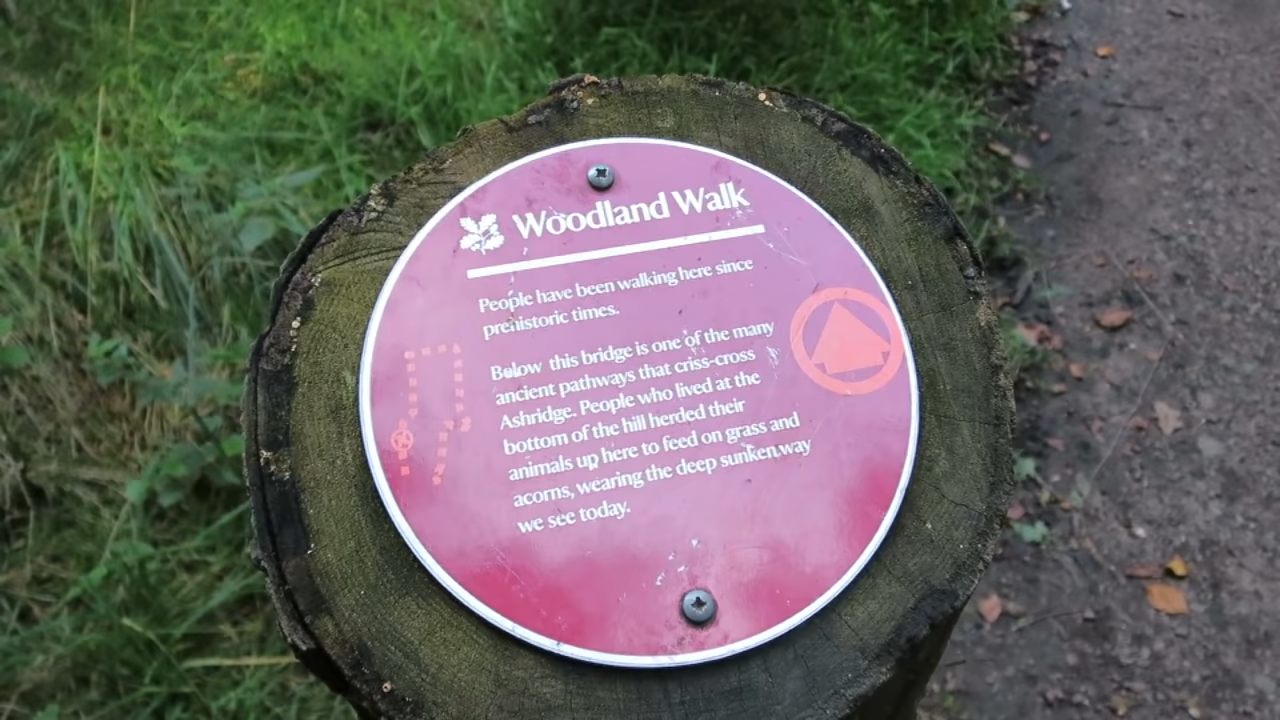 Woodland Walk
People have been walking here since
prehistoric times.
Below this bridge is one of the many
ancient pathways that criss-cross
Ashridge. People who lived at the
bottom of the hill herded their
animals up here to feed on grass and
acorns, wearing the deep sunken way
we see today.